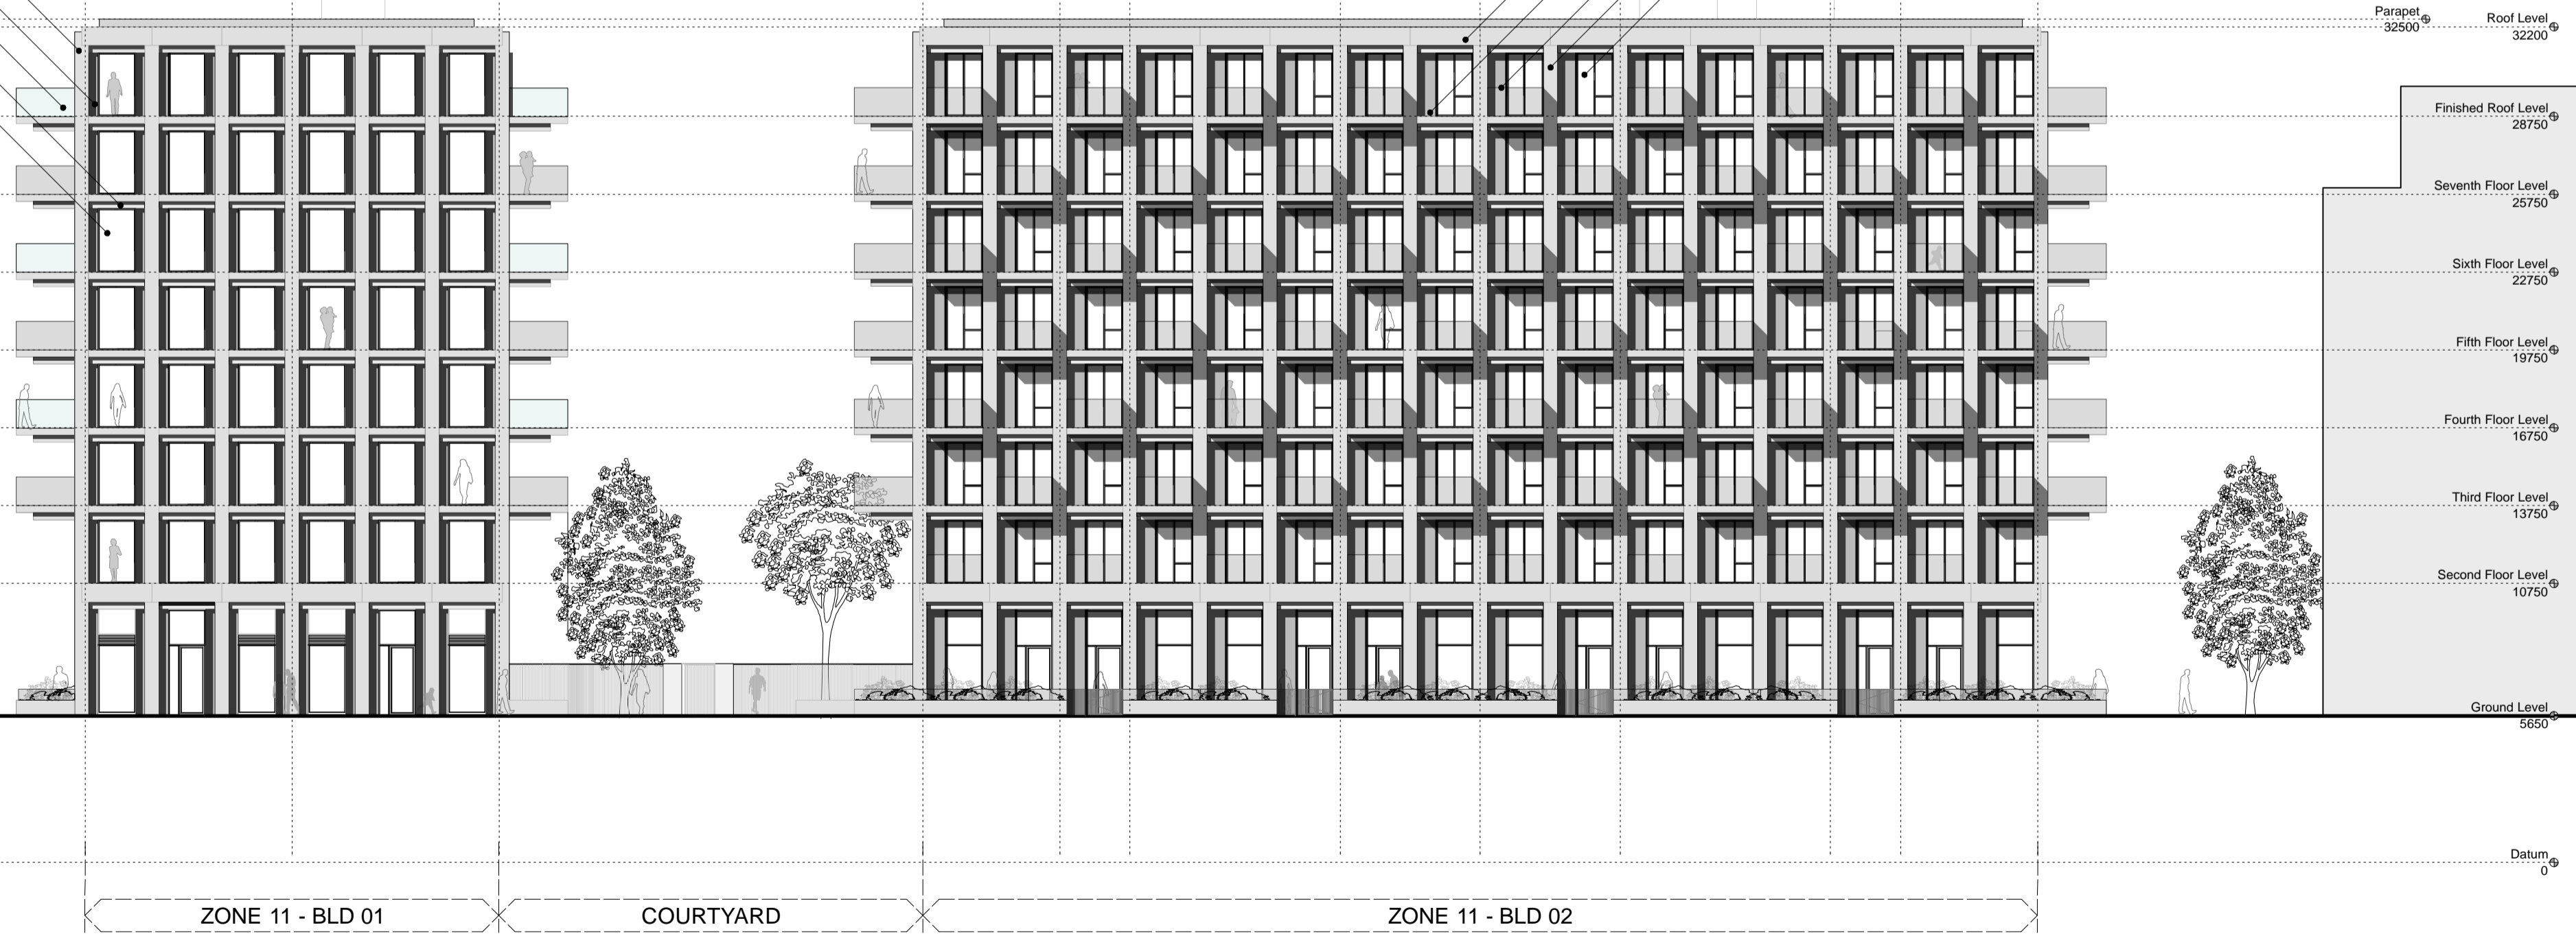 Parapet
32500
Roof Level
32200
Finished Roof Level
28750
Seventh Floor Level
25750
Sixth Floor Level
22750
Fifth Floor Level
19750
Fourth Floor Level
16750
Third Floor Level
13750
Second Floor Level
10750
Ground Level
5650
Datum
0
ZONE 11 - BLD 01
COURTYARD
ZONE 11 - BLD 02